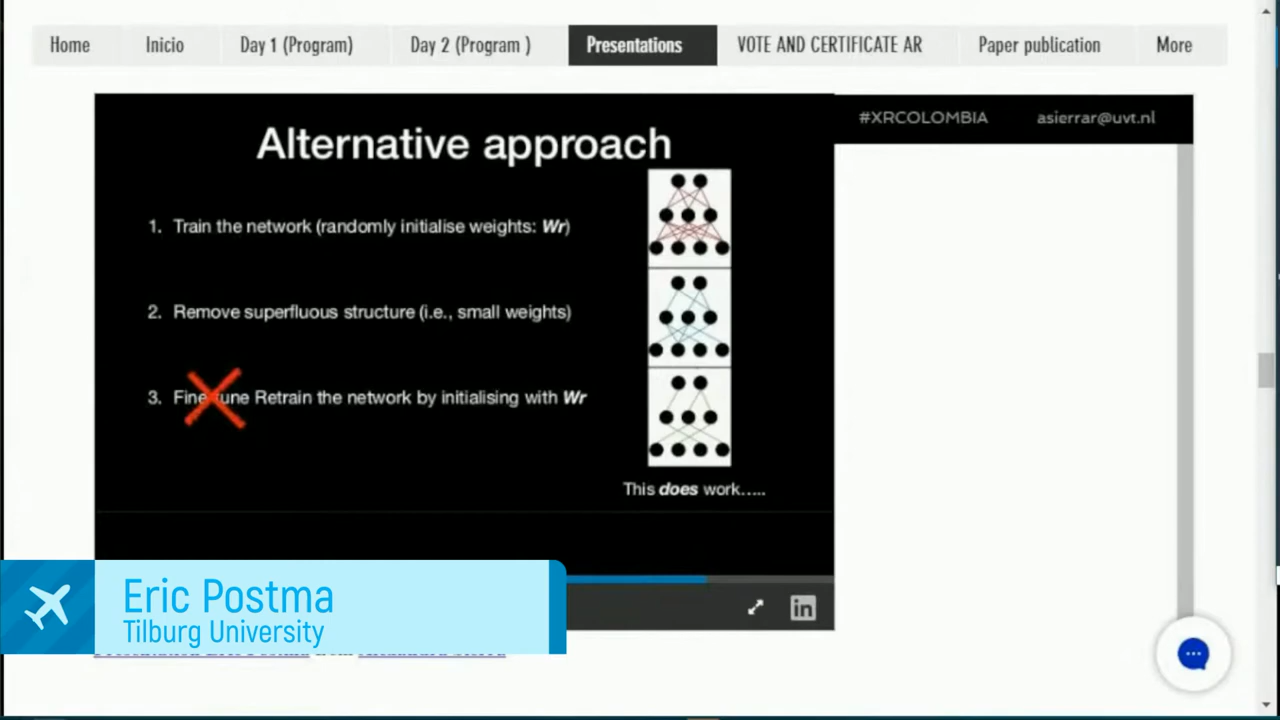 Home Inicio Day 1 (Program) Day 2 (Program ) Presentations VOTE AND CERTIFICATE AR Paper publication More
#XRCOLOMBIA asierrar@uvt.nl
Alternative approach
1. Train the network (randomly initialise weights: Wr)
2. Remove superfluous structure (i.e., small weights)
3. Fine tune Retrain the network by initialising with Wr
This does work.....
in
Eric Postma
Tilburg University